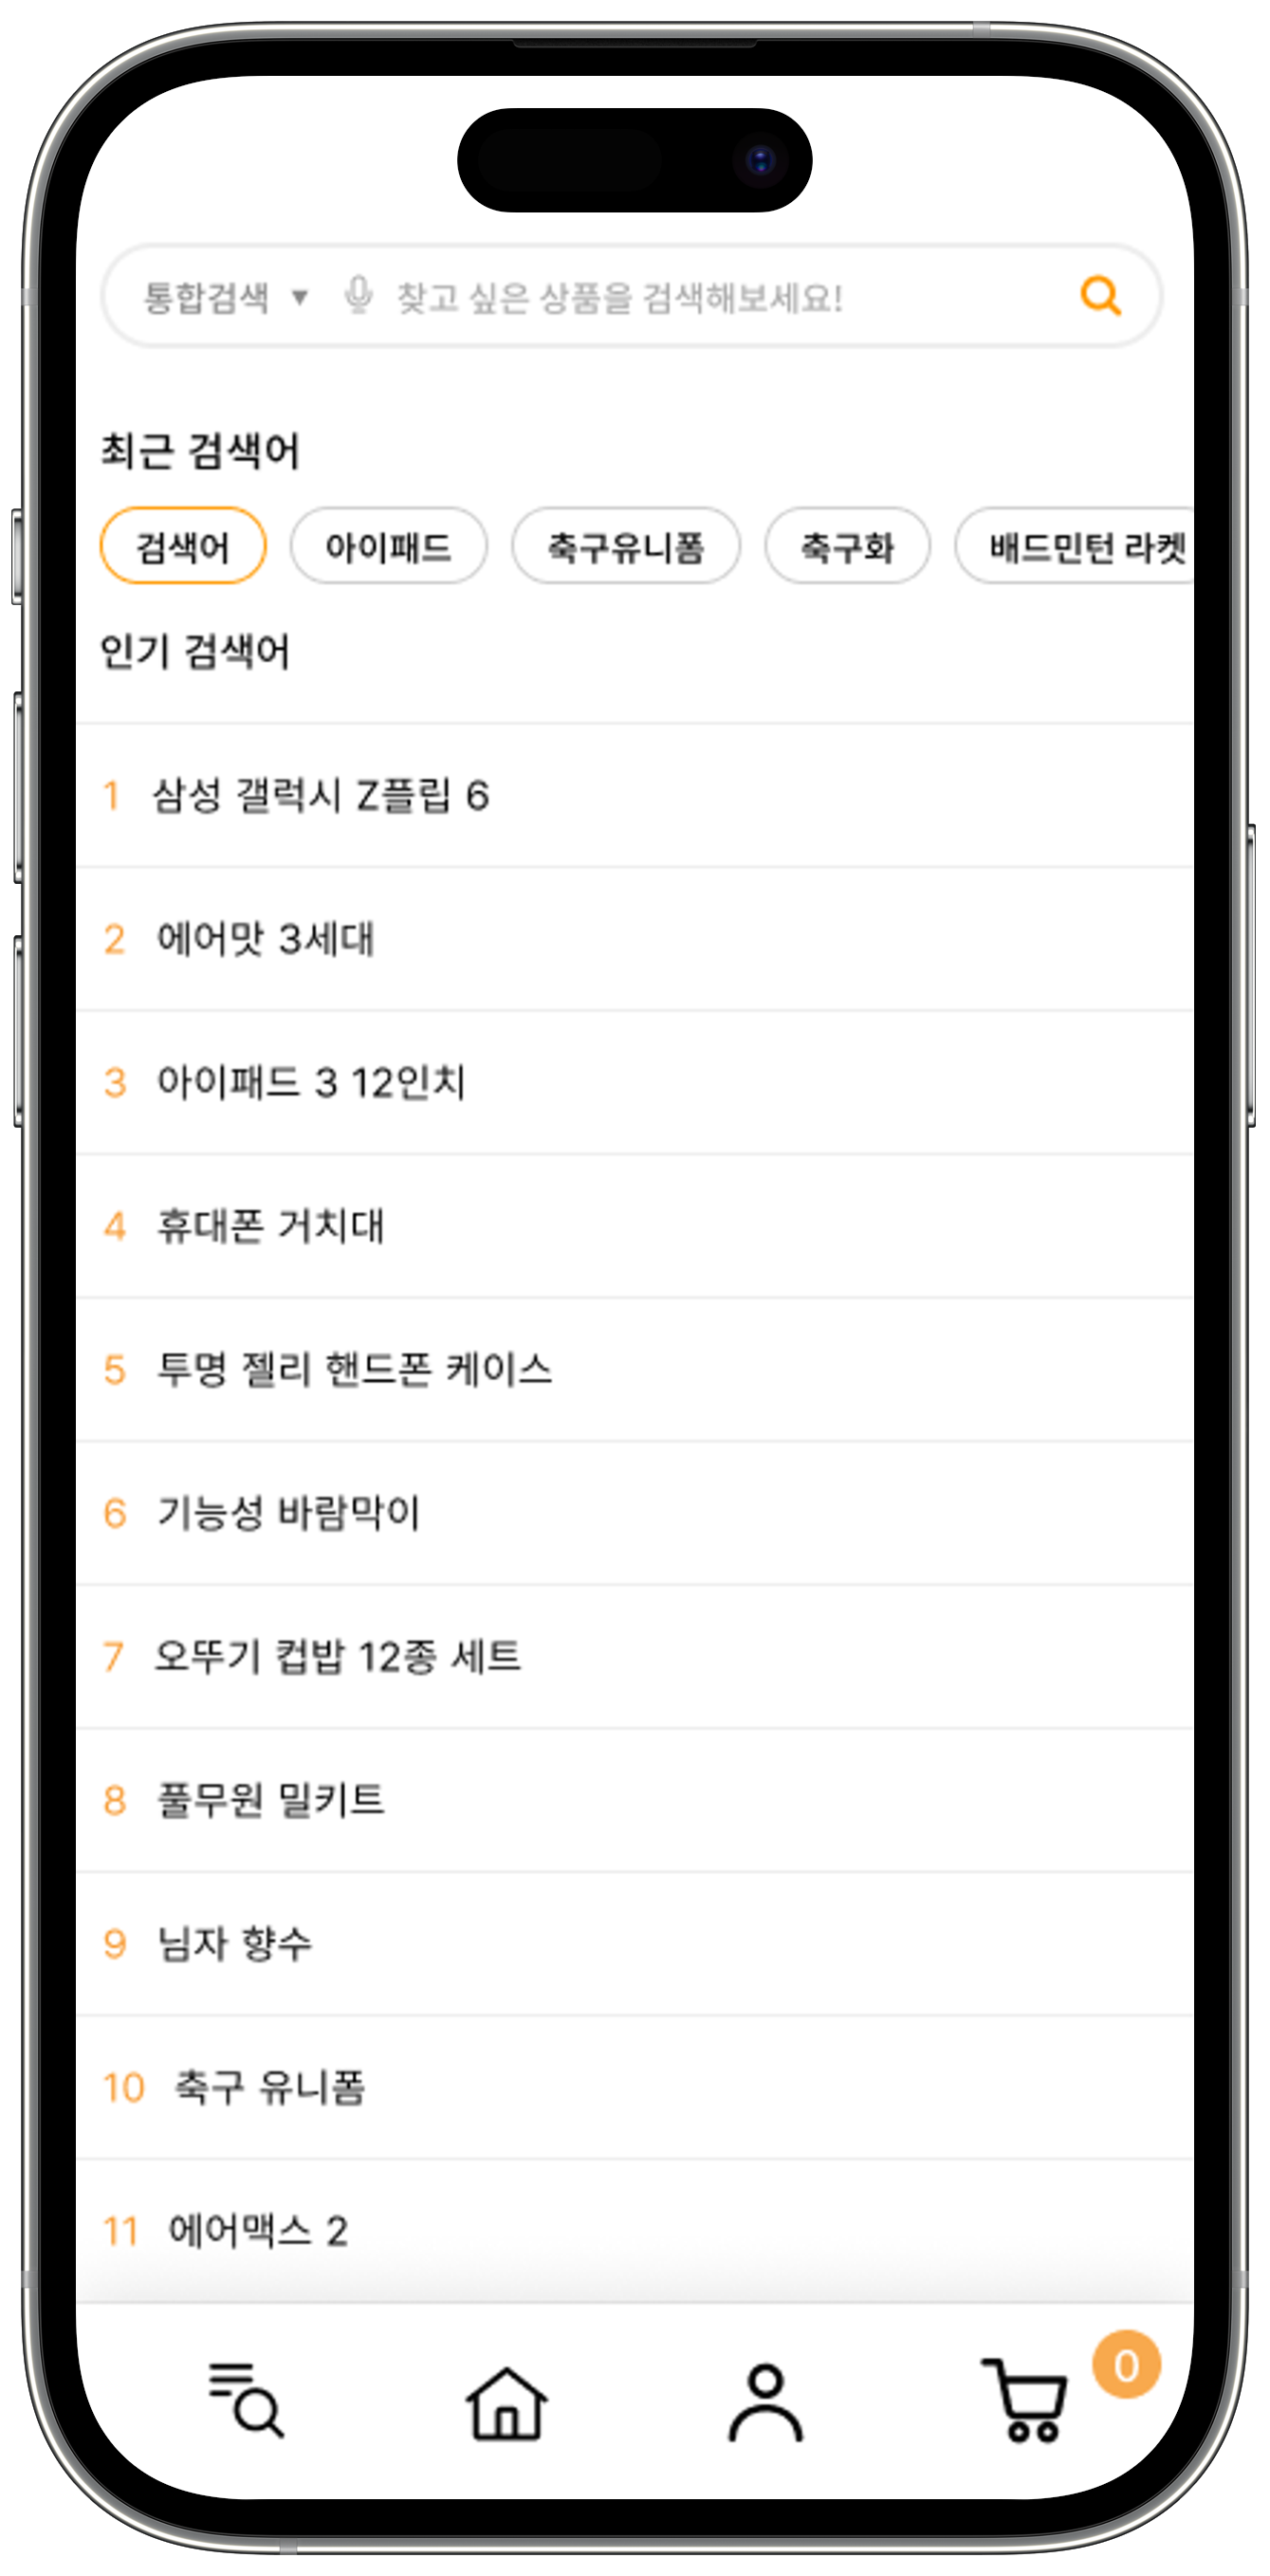 통합검색 ▼ 찾고 싶은 상품을 검색해보세요!
최근 검색어
검색어 아이패드 축구유니폼 축구화 배드민턴 라켓
인기 검색어
1 삼성 갤럭시 Z플립 6
2 에어맛 3세대
3 아이패드 3 12인치
4 휴대폰 거치대
5 투명 젤리 핸드폰 케이스
6 기능성 바람막이
7 오뚜기 컵밥 12종 세트
8 풀무원 밀키트
9 님자 향수
10 축구 유니폼
11 에어맥스 2
0